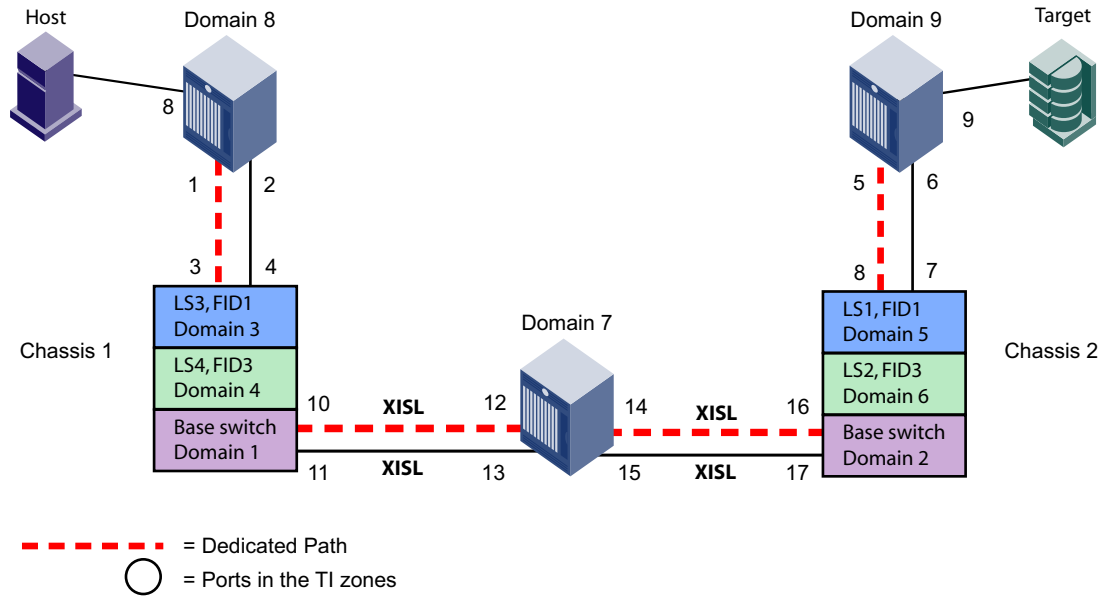 Host
Domain 8
Domain 9
Target
8
9
1
2
5
6
3
4
8
7
LS3, FID1
Domain 3
LS1, FID1
Domain 5
Chassis 1
Domain 7
Chassis 2
LS4, FID3
Domain 4
LS2, FID3
Domain 6
10
XISL
12
14
XISL
16
Base switch
Domain 1
Base switch
Domain 2
11
XISL
13
15
XISL
17
= Dedicated Path
= Ports in the TI zones